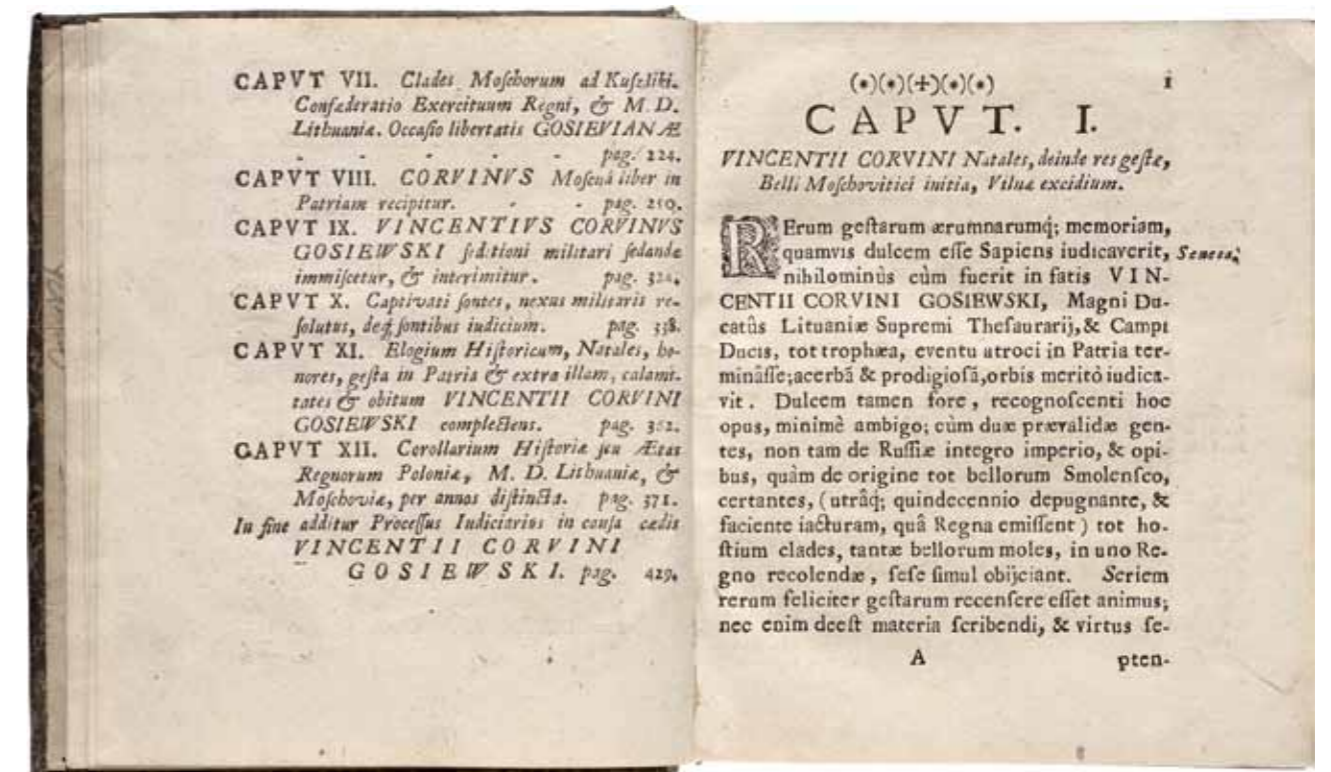 CAPVT VII. Clades Moſchorum ad Kuſzliki.
Confæderatio Exercituum Regni, & M. D.
Lithuaniæ. Occaſio libertatis GOSIEVIANÆ
- - - - - pag. 224.
CAPVT VIII. CORVINVS Moſcuâ liber in
Patriam recipitur. - - pag. 250.
CAPVT IX. VINCENTIVS CORVINVS
GOSIEWSKI ſeditioni militari ſedandæ
immiſcetur, & interimitur. pag. 324.
CAPVT X. Captivati ſontes, nexus militaris re-
ſolutus, deq; ſontibus iudicium. pag. 338.
CAPVT XI. Elogium Hiſtoricum, Natales, ho-
nores, geſta in Patria & extra illam, calami-
tates & obitum VINCENTII CORVINI
GOSIEWSKI complectens. pag. 352.
CAPVT XII. Corollarium Hiſtoriæ ſeu Ætas
Regnorum Poloniæ, M. D. Lithuaniæ, &
Moſchoviæ, per annos diſtincta. pag. 371.
In fine additur Proceſſus Iudiciarius in cauſa cædis
VINCENTII CORVINI
GOSIEWSKI. pag. 429.
(•)(•)(+)(•)(•) 1
CAPVT. I.
VINCENTII CORVINI Natales, deinde res geſtæ,
Belli Moſchovitici initia, Vilnæ excidium.
RErum geſtarum ærumnarumq; memoriam,
quamvis dulcem eſſe Sapiens iudicaverit, Seneca;
nihilominùs cùm fuerit in fatis VIN-
CENTII CORVINI GOSIEWSKI, Magni Du-
catûs Lituaniæ Supremi Theſaurarij, & Campi
Ducis, tot trophæa, eventu atroci in Patria ter-
minâſſe; acerbâ & prodigioſâ, orbis meritò iudica-
vit. Dulcem tamen fore, recognoſcenti hoc
opus, minimè ambigo; cùm duæ prævalidæ gen-
tes, non tam de Ruſſiæ integro imperio, & opi-
bus, quàm de origine tot bellorum Smolenſco,
certantes, (utrâq; quindecennio depugnante, &
faciente iacturam, quâ Regna emiſſent) tot ho-
ſtium clades, tantæ bellorum moles, in uno Re-
gno recolendæ, ſeſe ſimul obijciant. Seriem
rerum feliciter geſtarum recenſere eſſet animus;
nec enim deeſt materia ſcribendi, & virtus ſe-
A pten-